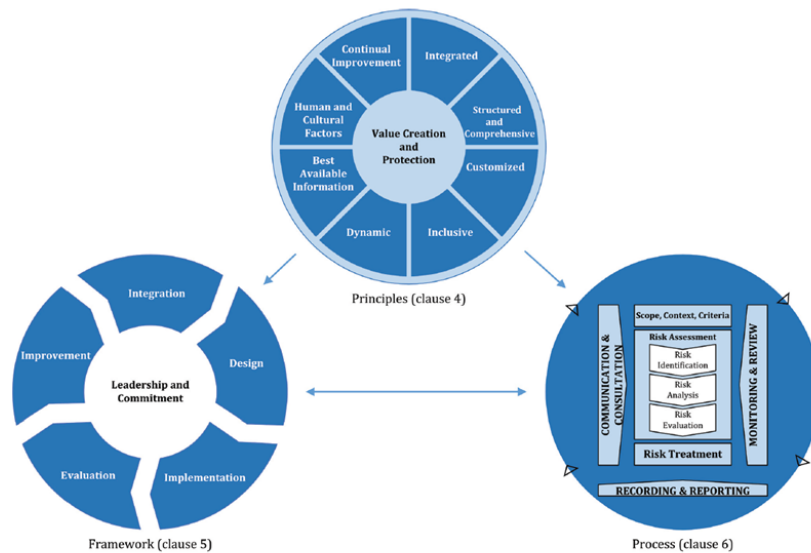 Continual
Improvement
Integrated
Human and
Cultural
Factors
Structured
and
Comprehensive
Value Creation
and
Protection
Best
Available
Information
Customized
Dynamic
Inclusive
Principles (clause 4)
Integration
Improvement
Design
Leadership and
Commitment
Evaluation
Implementation
Framework (clause 5)
Scope, Context, Criteria
COMMUNICATION &
CONSULTATION
Risk Assessment
Risk
Identification
Risk
Analysis
Risk
Evaluation
MONITORING & REVIEW
Risk Treatment
RECORDING & REPORTING
Process (clause 6)